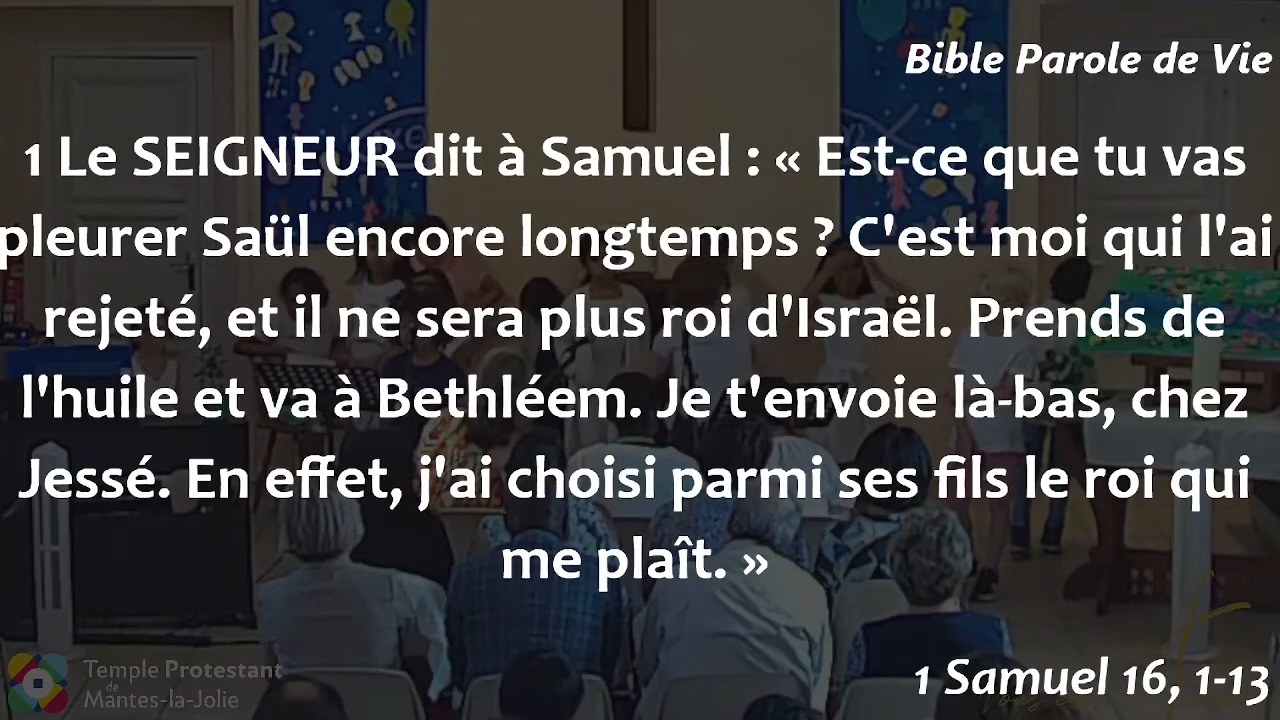 Bible Parole de Vie
1 Le SEIGNEUR dit à Samuel : « Est-ce que tu vas
pleurer Saül encore longtemps ? C'est moi qui l'ai
rejeté, et il ne sera plus roi d'Israël. Prends de
l'huile et va à Bethléem. Je t'envoie là-bas, chez
Jessé. En effet, j'ai choisi parmi ses fils le roi qui
me plaît. »
Temple Protestant
de
Mantes-la-Jolie
1 Samuel 16, 1-13